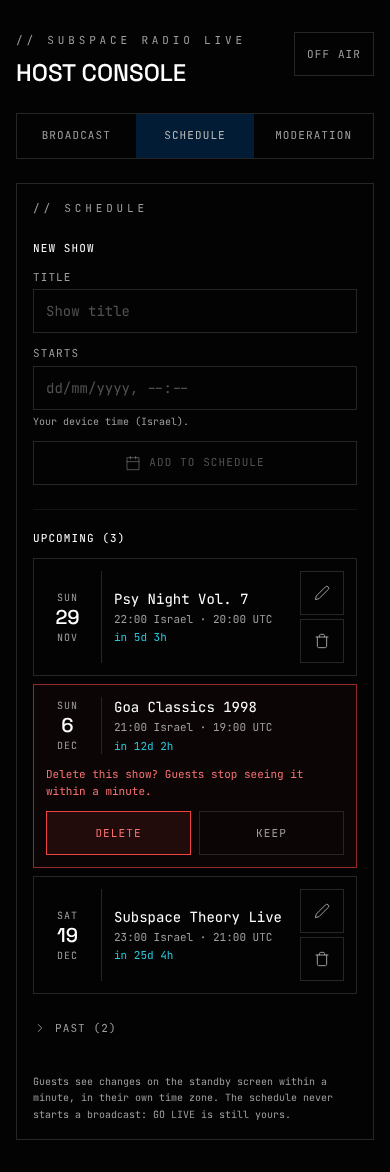 // SUBSPACE RADIO LIVE
HOST CONSOLE
OFF AIR
BROADCAST
SCHEDULE
MODERATION
// SCHEDULE
NEW SHOW
TITLE
Show title
STARTS
dd/mm/yyyy, --:--
Your device time (Israel).
ADD TO SCHEDULE
UPCOMING (3)
SUN
29
NOV
Psy Night Vol. 7
22:00 Israel · 20:00 UTC
in 5d 3h
SUN
6
DEC
Goa Classics 1998
21:00 Israel · 19:00 UTC
in 12d 2h
Delete this show? Guests stop seeing it
within a minute.
DELETE
KEEP
SAT
19
DEC
Subspace Theory Live
23:00 Israel · 21:00 UTC
in 25d 4h
PAST (2)
Guests see changes on the standby screen within a
minute, in their own time zone. The schedule never
starts a broadcast: GO LIVE is still yours.